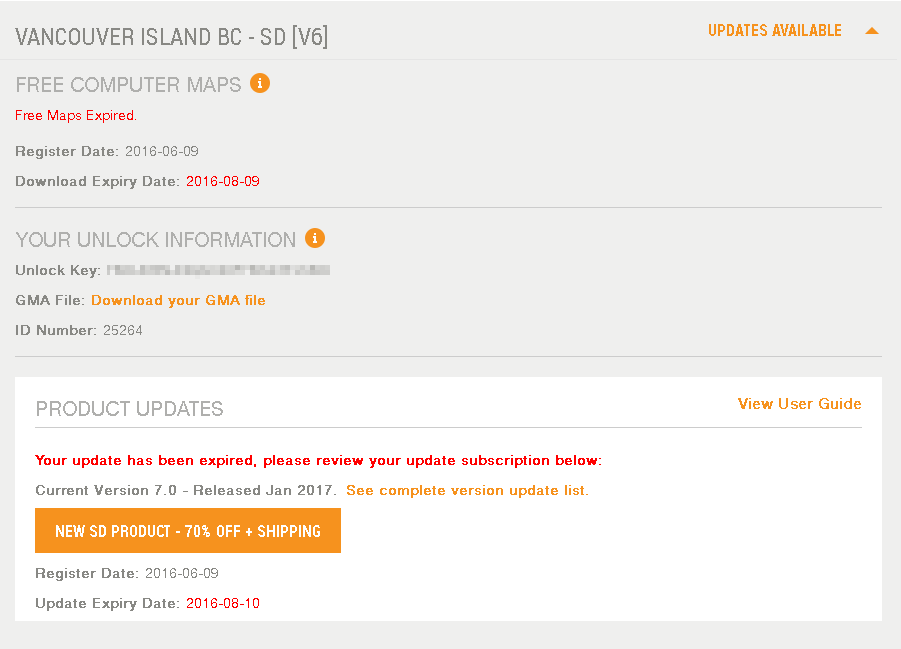 VANCOUVER ISLAND BC - SD [V6]
UPDATES AVAILABLE
FREE COMPUTER MAPS
Free Maps Expired.
Register Date: 2016-06-09
Download Expiry Date: 2016-08-09
YOUR UNLOCK INFORMATION
Unlock Key:
GMA File: Download your GMA file
ID Number: 25264
PRODUCT UPDATES
View User Guide
Your update has been expired, please review your update subscription below:
Current Version 7.0 - Released Jan 2017. See complete version update list.
NEW SD PRODUCT - 70% OFF + SHIPPING
Register Date: 2016-06-09
Update Expiry Date: 2016-08-10